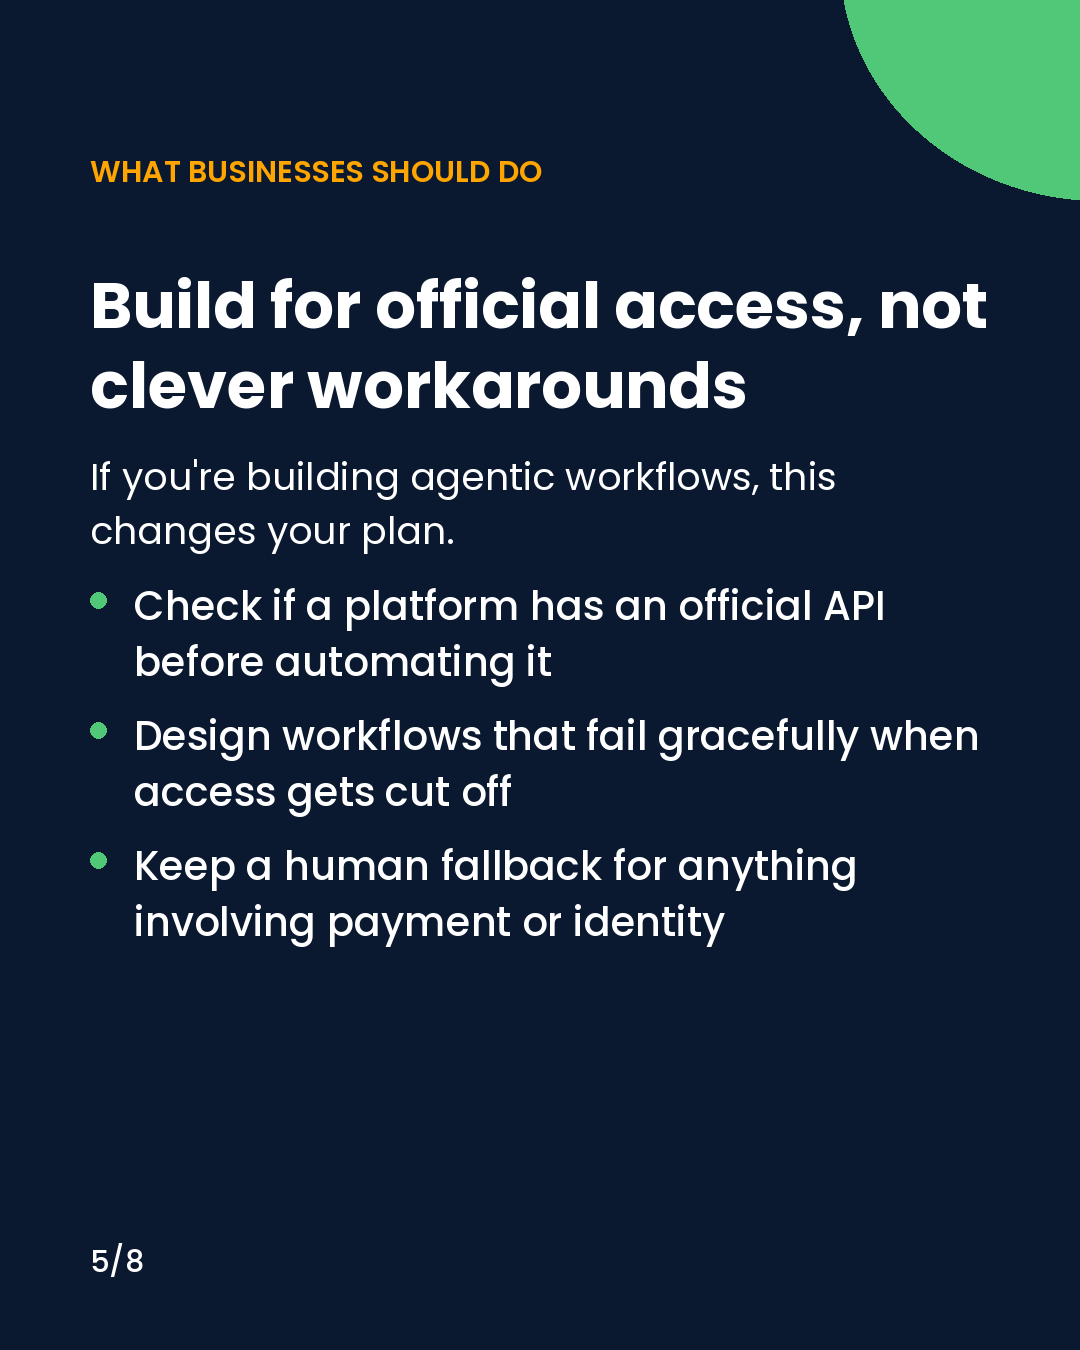 WHAT BUSINESSES SHOULD DO
Build for official access, not
clever workarounds
If you're building agentic workflows, this
changes your plan.
Check if a platform has an official API
before automating it
Design workflows that fail gracefully when
access gets cut off
Keep a human fallback for anything
involving payment or identity
5/8